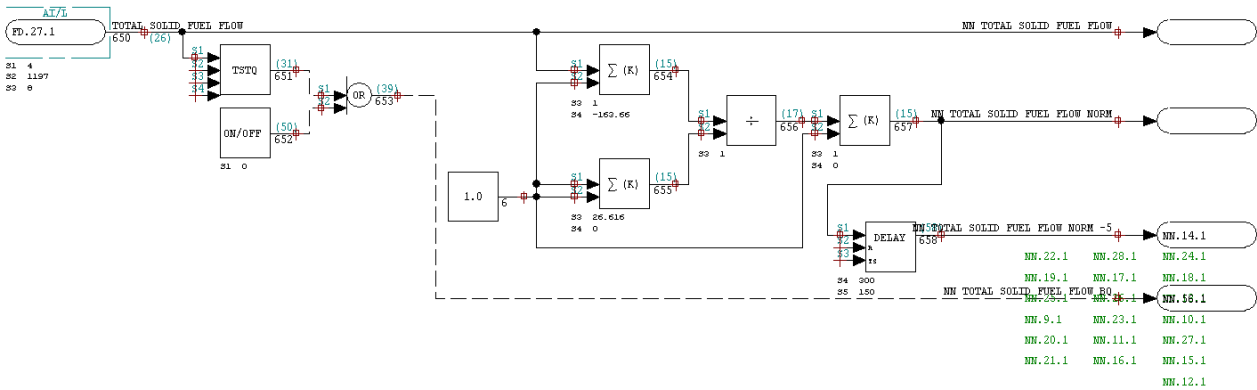 AI/L
FD.27.1
TOTAL SOLID FUEL FLOW
650 (26)
S1 4
S2 1197
S3 8
S1
S2
S3
S4
TSTQ
(31)
651
ON/OFF
(50)
652
S1 0
S1
S2
OR
(39)
653
1.0
6
S1
S2
Σ (K)
(15)
654
S3 1
S4 -163.66
S1
S2
Σ (K)
(15)
655
S3 26.616
S4 0
S1
S2
÷
(17)
656
S3 1
S1
S2
Σ (K)
(15)
657
S3 1
S4 0
S1
S2
S3
DELAY
R
TS
658
S4 300
S5 150
NN TOTAL SOLID FUEL FLOW
NN TOTAL SOLID FUEL FLOW NORM
NN TOTAL SOLID FUEL FLOW NORM -5
NN.14.1
NN.22.1 NN.28.1 NN.24.1
NN.19.1 NN.17.1 NN.18.1
NN TOTAL SOLID FUEL FLOW BQ
NN.9.1 NN.23.1 NN.10.1
NN.20.1 NN.11.1 NN.27.1
NN.21.1 NN.16.1 NN.15.1
NN.12.1